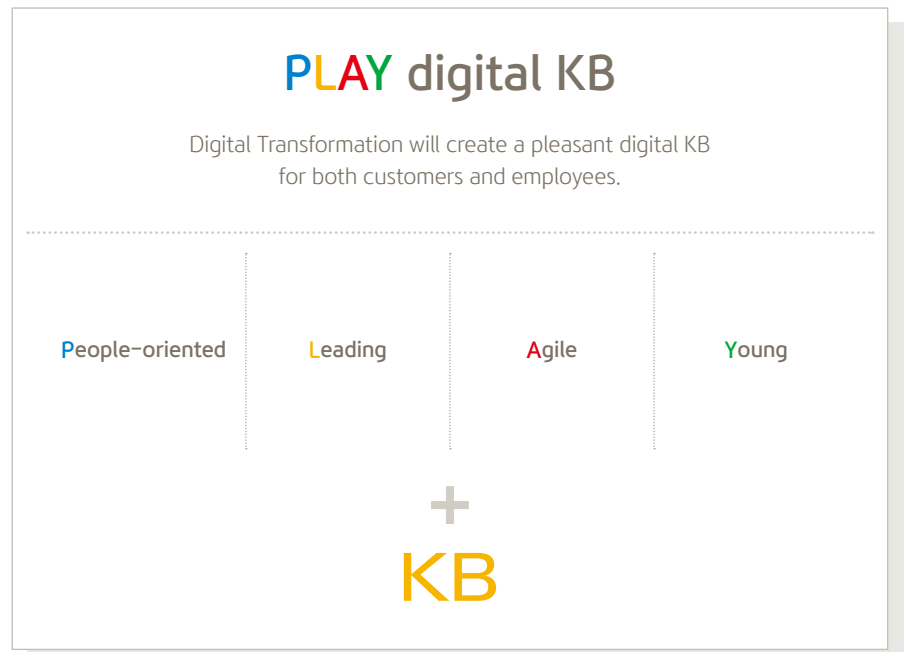 PLAY digital KB
Digital Transformation will create a pleasant digital KB
for both customers and employees.
People-oriented
Leading
Agile
Young
+
KB